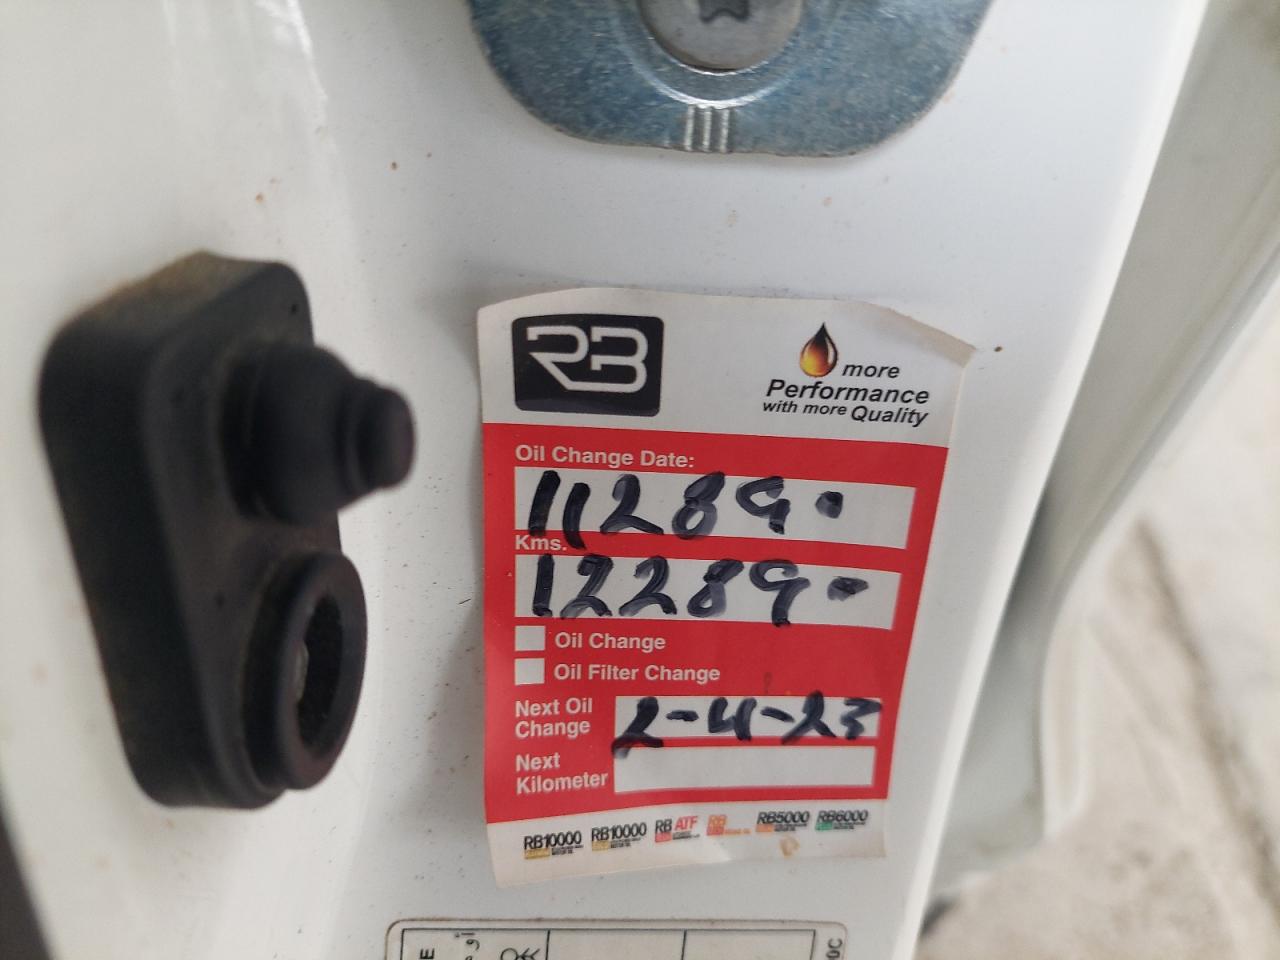 RB
more
Performance
with more Quality
Oil Change Date:
11289.
Kms.
12289.
Oil Change
Oil Filter Change
Next Oil Change 2-4-23
Next Kilometer
RB10000 RB10000 RB ATF RB RB5000 RB6000